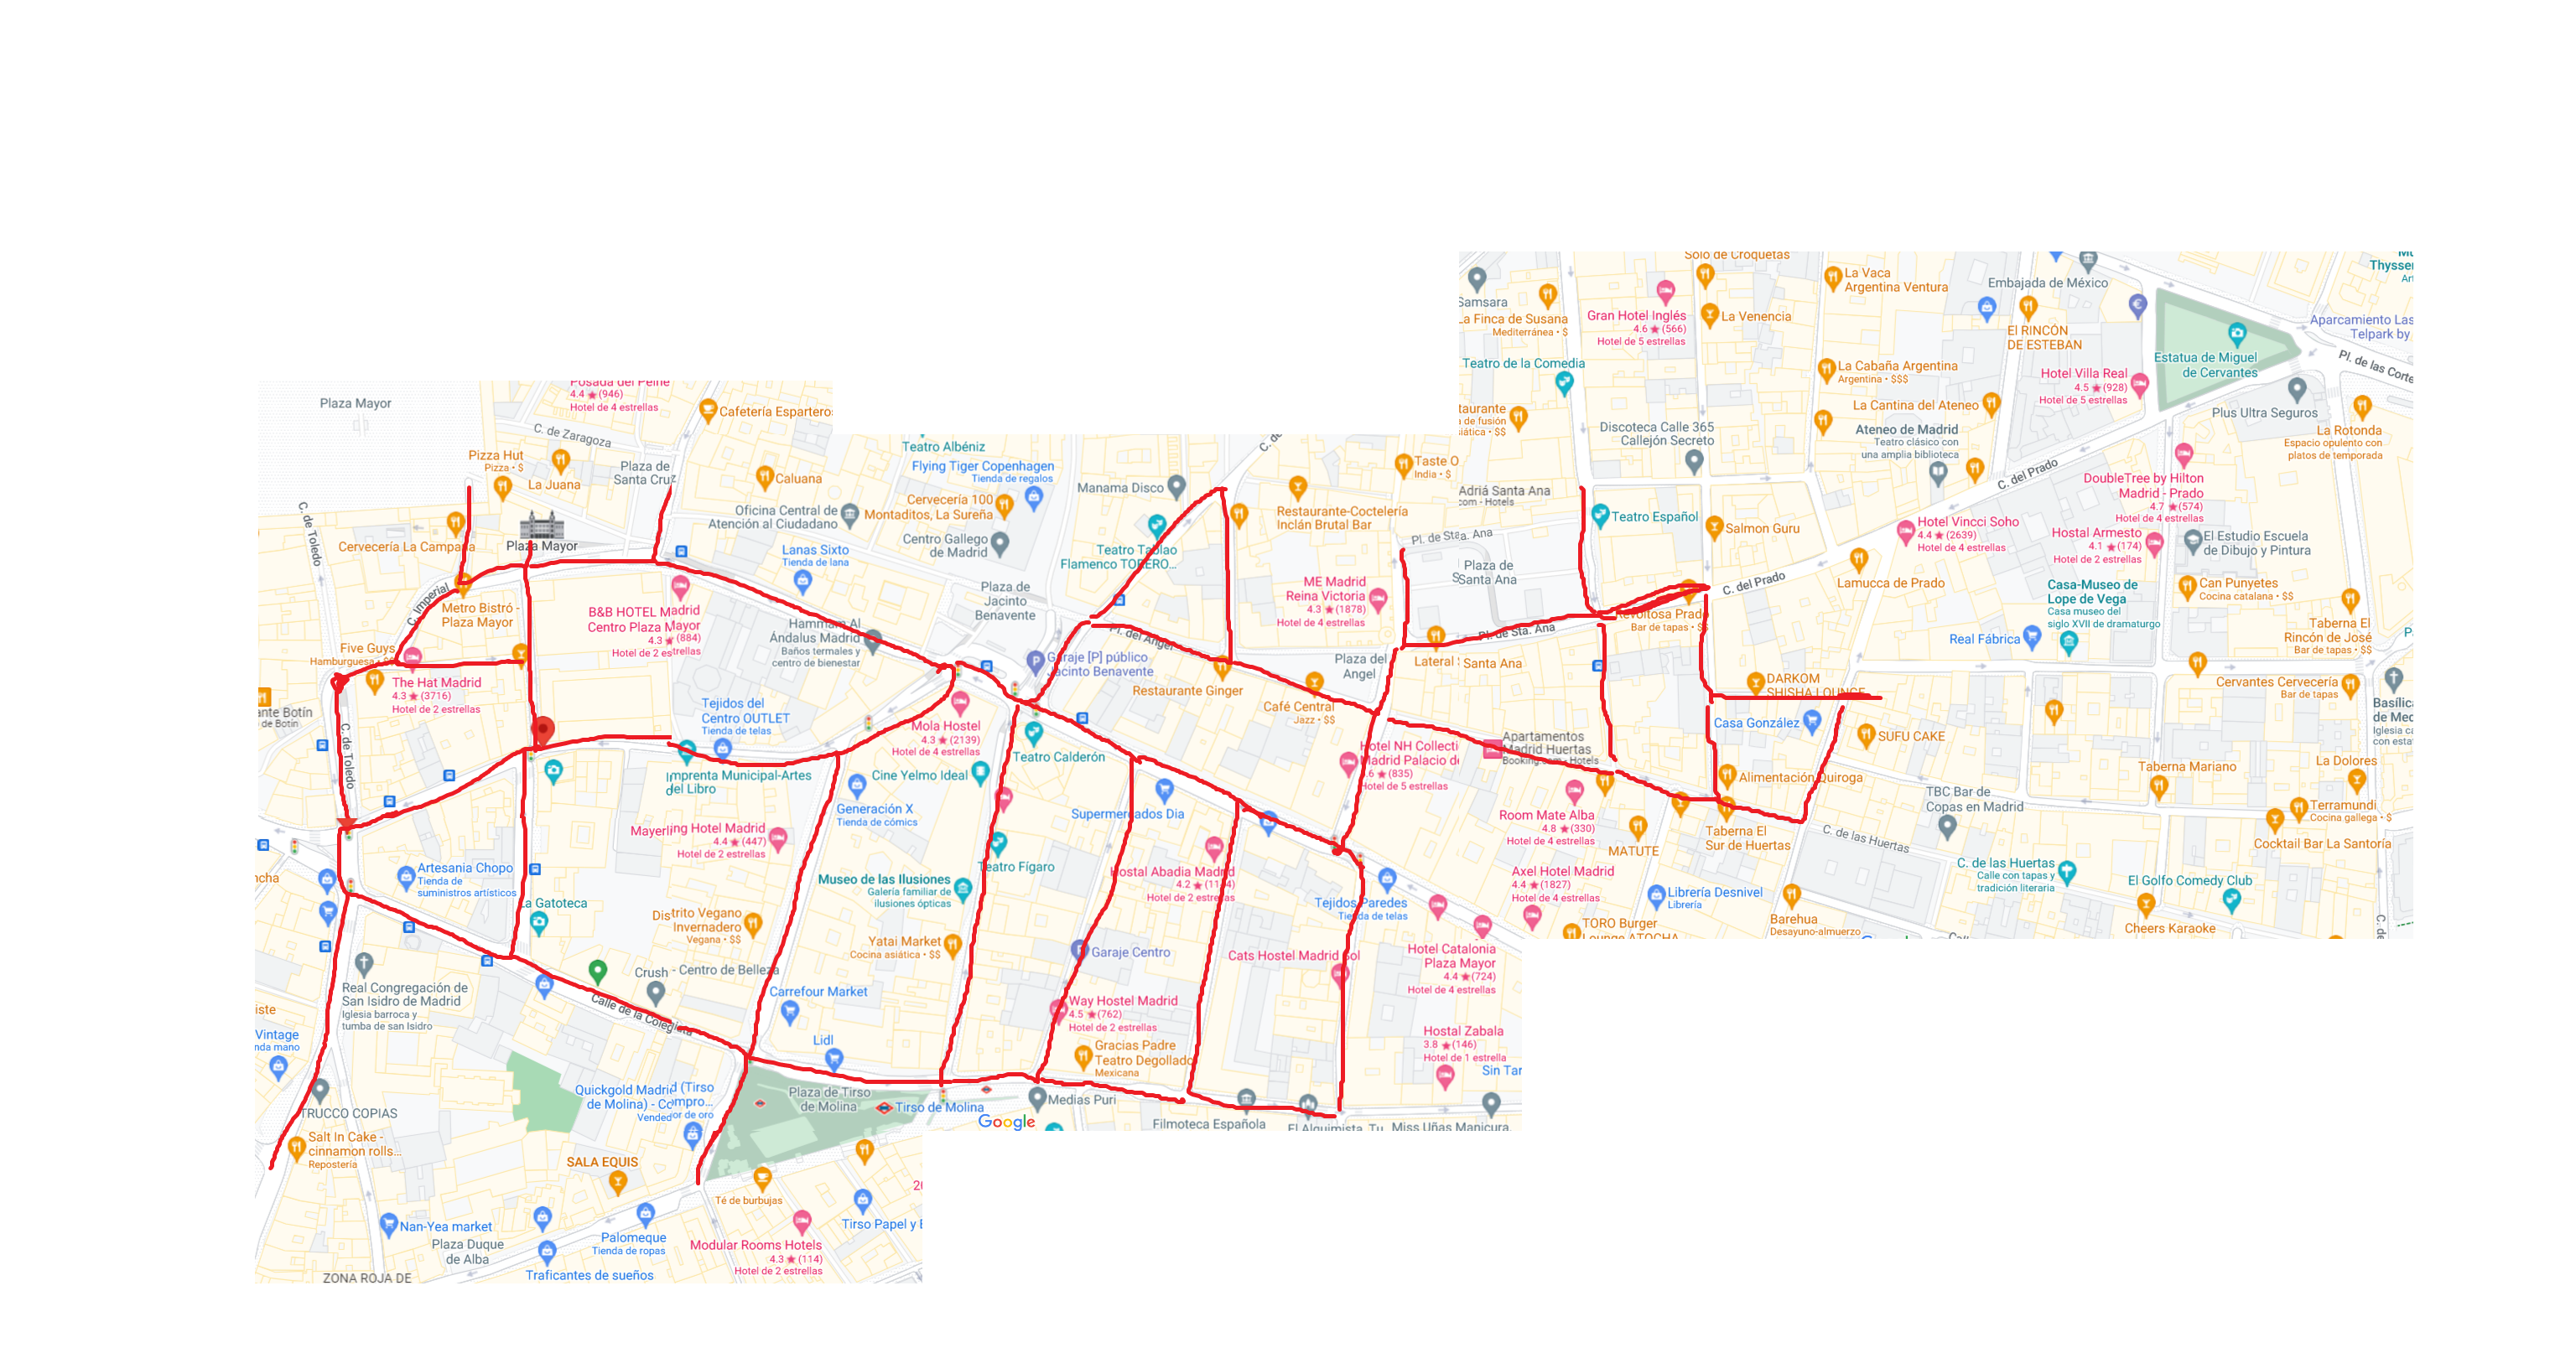 Plaza Mayor
Posada del Peine
4.4 ★ (946)
Hotel de 4 estrellas
Cafetería Esparteros
C. de Zaragoza
Pizza Hut
Pizza • $
La Juana
Plaza de
Santa Cruz
Caluana
C. de Toledo
Cervecería La Campana
Plaza Mayor
Oficina Central de
Atención al Ciudadano
Lanas Sixto
Tienda de lana
C. Imperial
Metro Bistró -
Plaza Mayor
B&B HOTEL Madrid
Centro Plaza Mayor
4.3 ★ (884)
Hotel de 2 estrellas
Hammam Al
Ándalus Madrid
Baños termales y
centro de bienestar
Five Guys
Hamburguesa • $$
The Hat Madrid
4.3 ★ (3716)
Hotel de 2 estrellas
ante Botín
de Botín
C. de Toledo
Tejidos del
Centro OUTLET
Tienda de telas
Imprenta Municipal-Artes
del Libro
Mayerling Hotel Madrid
4.4 ★ (447)
Hotel de 2 estrellas
Artesania Chopo
Tienda de
suministros artísticos
ncha
La Gatoteca
Distrito Vegano
Invernadero
Vegana • $$
Crush - Centro de Belleza
Real Congregación de
San Isidro de Madrid
Iglesia barroca y
tumba de san Isidro
Calle de la Colegiata
iste
Vintage
nda mano
TRUCCO COPIAS
Salt In Cake -
cinnamon rolls...
Repostería
Quickgold Madrid (Tirso
de Molina) - Compro...
SALA EQUIS
Té de burbujas
Nan-Yea market
Plaza Duque
de Alba
Palomeque
Tienda de ropas
Traficantes de sueños
ZONA ROJA DE
Modular Rooms Hotels
4.3 ★ (114)
Hotel de 2 estrellas
Tirso Papel y
Teatro Albéniz
Flying Tiger Copenhagen
Tienda de regalos
Cervecería 100
Montaditos, La Sureña
Centro Gallego
de Madrid
Manama Disco
Teatro Tablao
Flamenco TORERO...
Restaurante-Coctelería
Inclán Brutal Bar
Taste O
India • $
Plaza de
Jacinto
Benavente
ME Madrid
Reina Victoria
4.3 ★ (1878)
Hotel de 4 estrellas
Pl. del Angel
Garaje [P] público
Jacinto Benavente
Restaurante Ginger
Plaza del
Angel
Café Central
Jazz • $$
Mola Hostel
4.3 ★ (2139)
Hotel de 4 estrellas
Teatro Calderón
Cine Yelmo Ideal
Generación X
Tienda de cómics
Supermercados Dia
Hotel NH Collecti
Madrid Palacio d
(835)
Hotel de 5 estrellas
Teatro Fígaro
Museo de las Ilusiones
Galería familiar de
ilusiones ópticas
Hostal Abadia Madrid
Hotel de 2 estrellas
Tejidos Paredes
Tienda de telas
Yatai Market
Cocina asiática • $$
Garaje Centro
Cats Hostel Madrid Sol
Hotel Catalonia
Plaza Mayor
4.4 ★ (724)
Hotel de 4 estrellas
Carrefour Market
Way Hostel Madrid
4.5 ★ (762)
Hotel de 2 estrellas
Lidl
Gracias Padre
Teatro Degollado
Mexicana
Hostal Zabala
3.8 ★ (146)
Hotel de 1 estrella
Sin Tar
Plaza de Tirso
de Molina
Tirso de Molina
Medias Puri
Google
Filmoteca Española
El Alquimista, Tu
Miss Uñas Manicura,
Samsara
La Finca de Susana
Mediterránea • $
Solo de Croquetas
Gran Hotel Inglés
4.6 ★ (566)
Hotel de 5 estrellas
La Venencia
La Vaca
Argentina Ventura
Embajada de México
El RINCÓN
DE ESTEBAN
Thysse
Aparcamiento Las
Telpark by
Pl. de las Corte
Estatua de Miguel
de Cervantes
Teatro de la Comedia
La Cabaña Argentina
Argentina • $$$
Hotel Villa Real
4.5 ★ (928)
Hotel de 5 estrellas
taurante
de fusión
siática • $$
La Cantina del Ateneo
Plus Ultra Seguros
Discoteca Calle 365
Callejón Secreto
Ateneo de Madrid
Teatro clásico con
una amplia biblioteca
La Rotonda
Espacio opulento con
platos de temporada
C. del Prado
Adriá Santa Ana
com - Hotels
Teatro Español
Salmon Guru
DoubleTree by Hilton
Madrid - Prado
4.7 ★ (574)
Hotel de 4 estrellas
Hotel Vincci Soho
4.4 ★ (2639)
Hotel de 4 estrellas
Hostal Armesto
4.1 ★ (174)
Hotel de 2 estrellas
El Estudio Escuela
de Dibujo y Pintura
Plaza de
Santa Ana
C. del Prado
Lamucca de Prado
Casa-Museo de
Lope de Vega
Casa museo del
siglo XVII de dramaturgo
Can Punyetes
Cocina catalana • $$
Revoltosa Prado
Bar de tapas • $
Pl. de Sta. Ana
Real Fábrica
Taberna El
Rincón de José
Bar de tapas • $$
Lateral Santa Ana
DARKOM
SHISHA LOUNGE
Cervantes Cervecería
Bar de tapas
Casa González
SUFU CAKE
Basílic
de Med
Iglesia c
con esta
Apartamentos
Madrid Huertas
Booking.com - Hotels
Alimentación Quiroga
Taberna Mariano
La Dolores
Room Mate Alba
4.8 ★ (330)
Hotel de 4 estrellas
TBC Bar de
Copas en Madrid
Terramundi
Cocina gallega • $
MATUTE
Taberna El
Sur de Huertas
C. de las Huertas
Cocktail Bar La Santoría
Axel Hotel Madrid
4.4 ★ (1827)
Hotel de 4 estrellas
C. de las Huertas
Calle con tapas y
tradición literaria
El Golfo Comedy Club
Librería Desnivel
Librería
TORO Burger
Lounge ATOCHA
Barehua
Desayuno-almuerzo
Cheers Karaoke